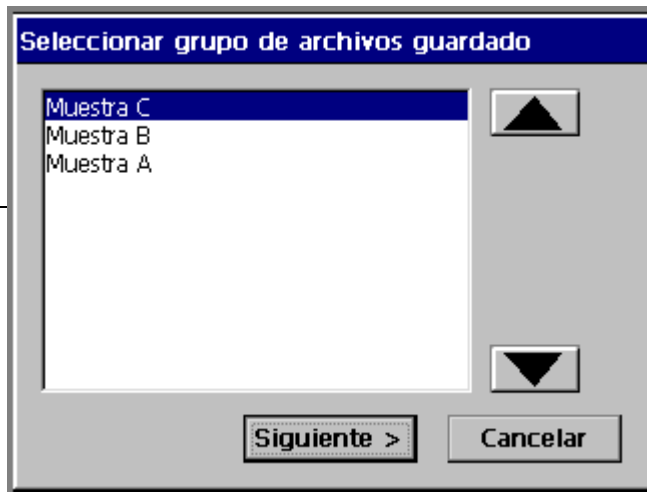 Seleccionar grupo de archivos guardado
Muestra C
Muestra B
Muestra A
Siguiente >
Cancelar